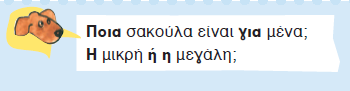 Ποια σακούλα είναι για μένα;
Η μικρή ή η μεγάλη;